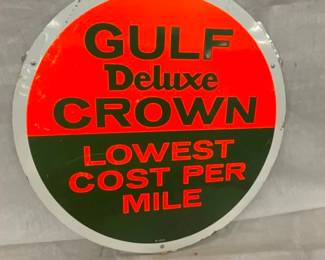 GULF
Deluxe
CROWN
LOWEST
COST PER
MILE